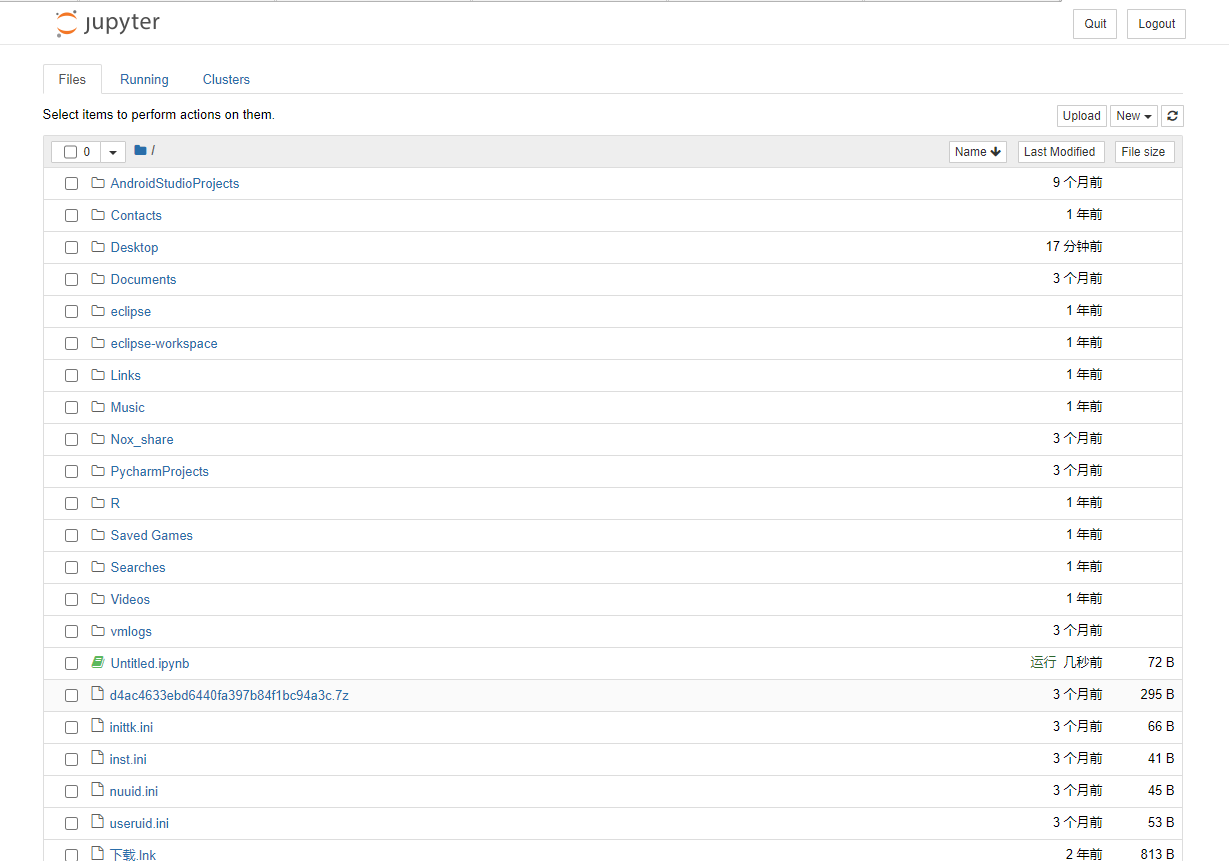 jupyter Quit Logout
Files Running Clusters
Select items to perform actions on them. Upload New
0 / Name Last Modified File size
AndroidStudioProjects 9 个月前
Contacts 1 年前
Desktop 17 分钟前
Documents 3 个月前
eclipse 1 年前
eclipse-workspace 1 年前
Links 1 年前
Music 1 年前
Nox_share 3 个月前
PycharmProjects 3 个月前
R 1 年前
Saved Games 1 年前
Searches 1 年前
Videos 1 年前
vmlogs 3 个月前
Untitled.ipynb 运行 几秒前 72 B
d4ac4633ebd6440fa397b84f1bc94a3c.7z 3 个月前 295 B
inittk.ini 3 个月前 66 B
inst.ini 3 个月前 41 B
nuuid.ini 3 个月前 45 B
useruid.ini 3 个月前 53 B
下载.lnk 2 年前 813 B